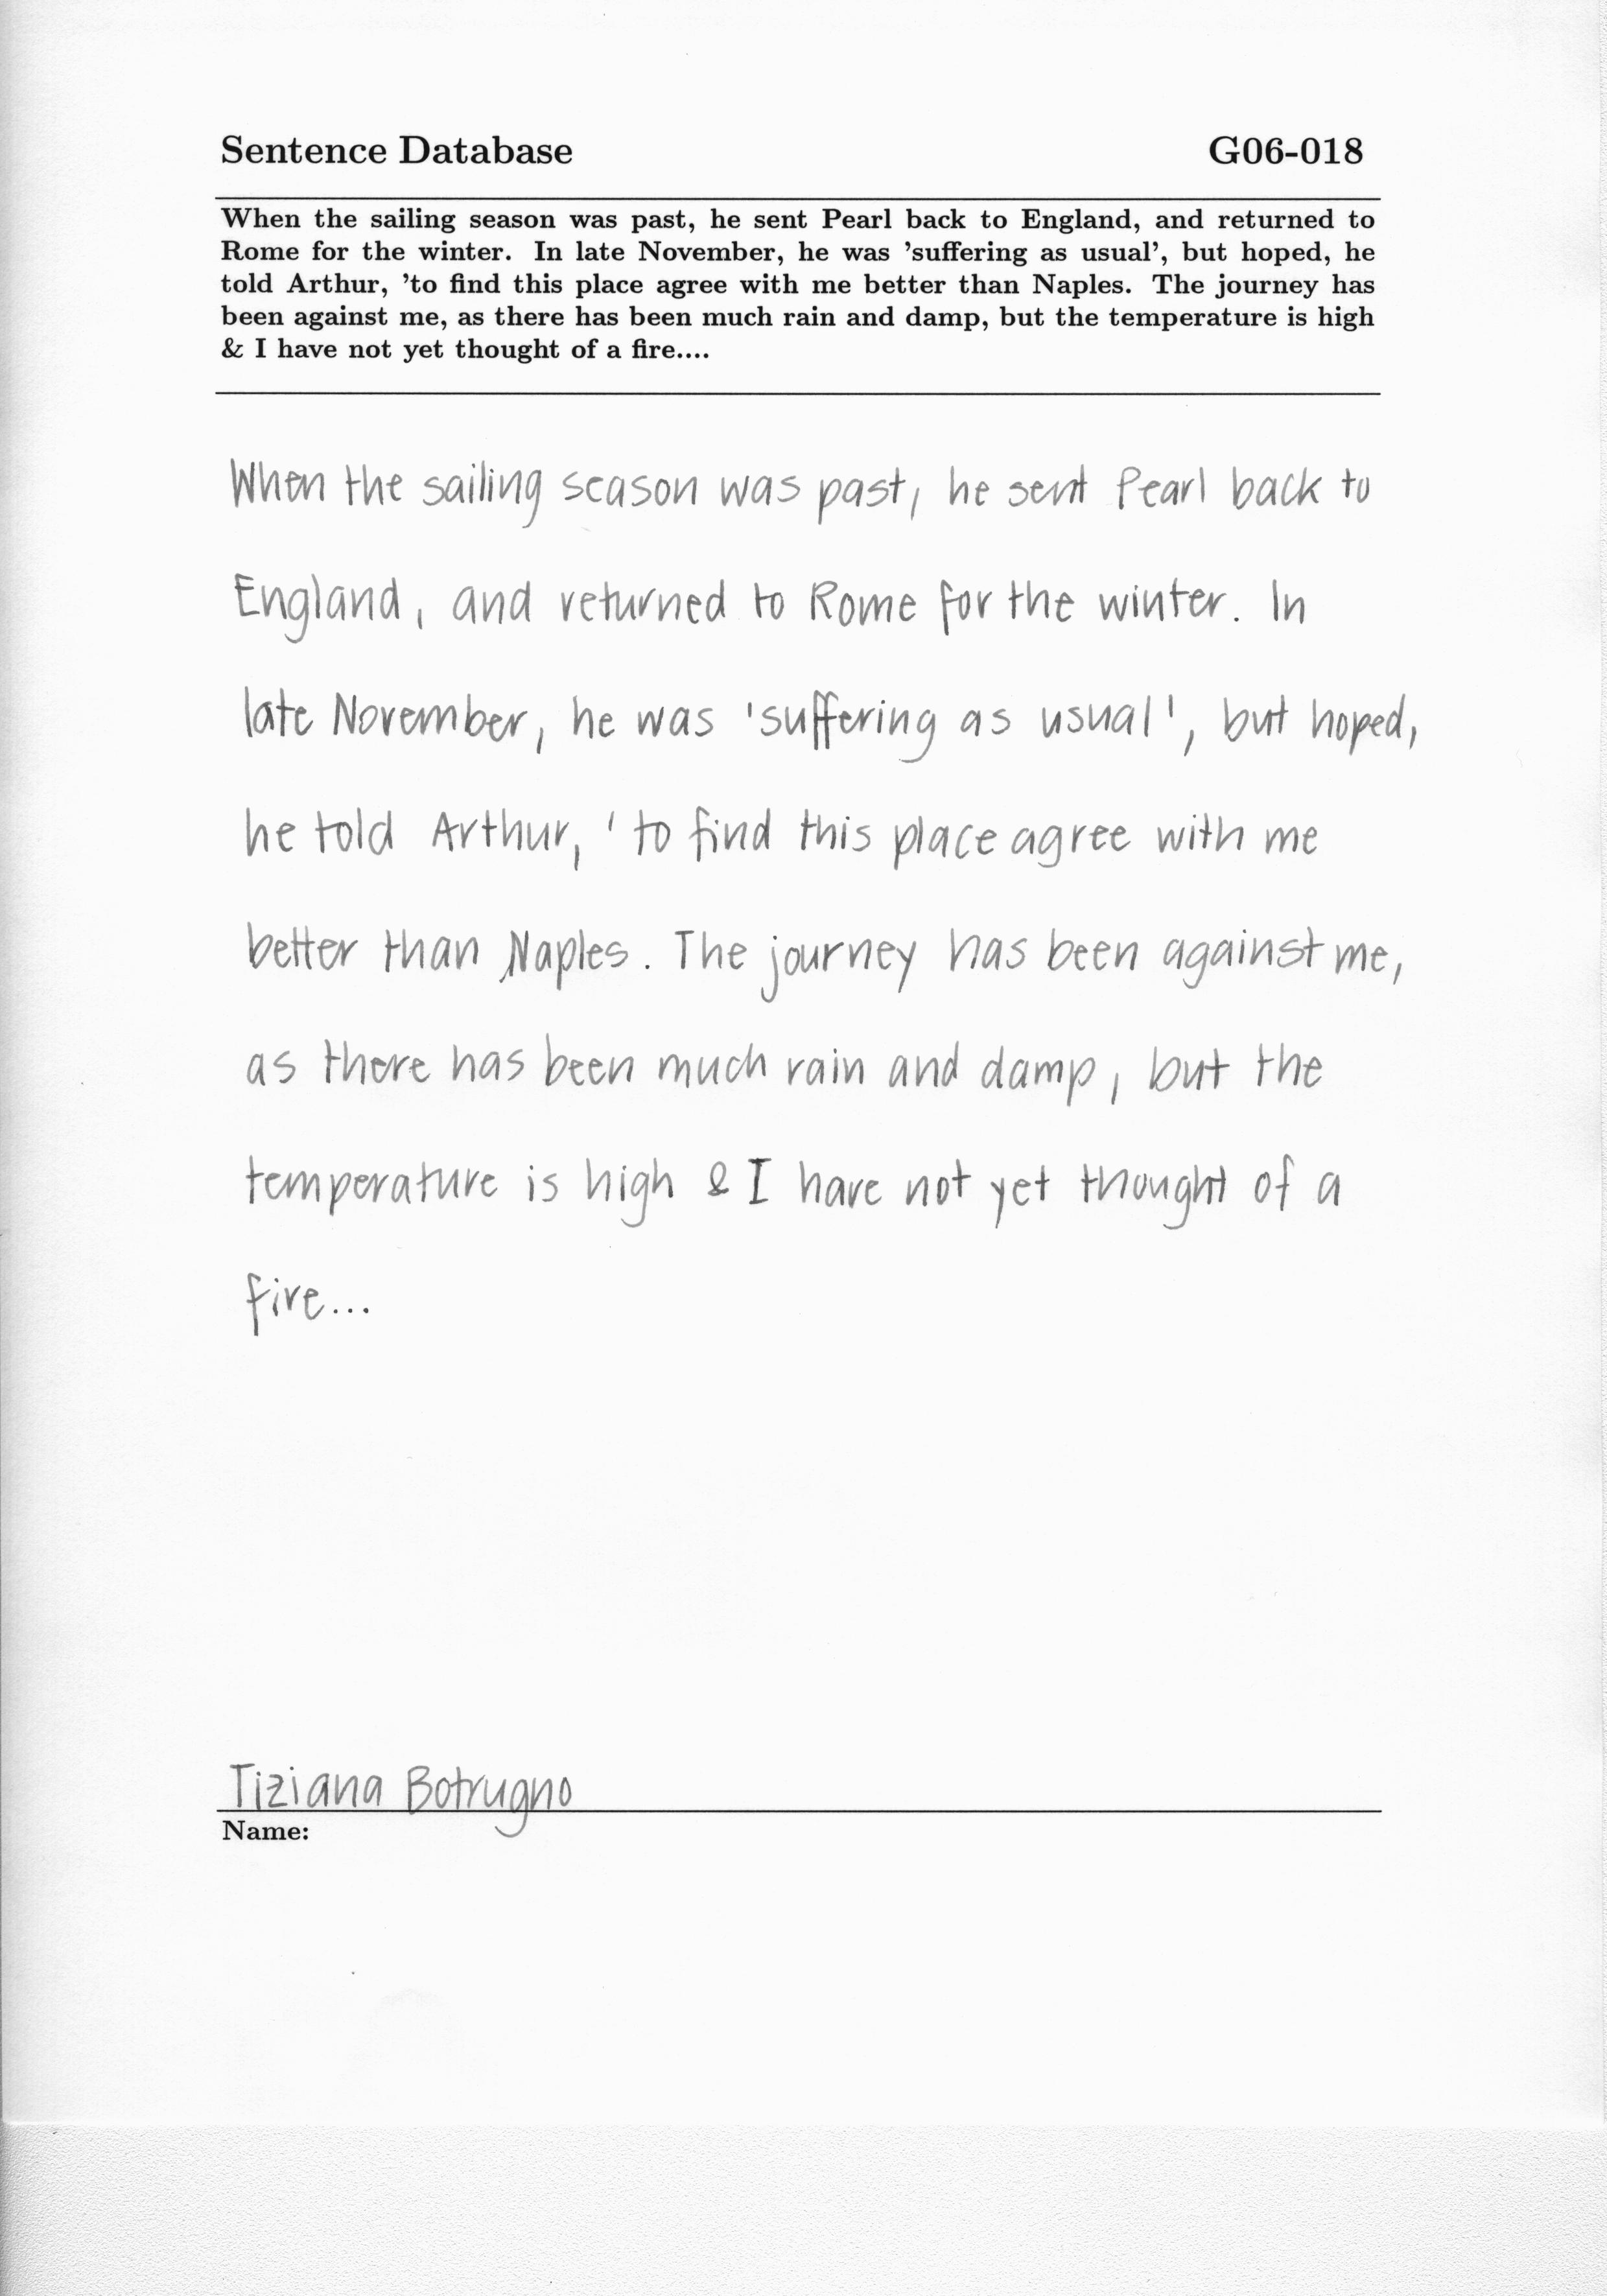 Sentence Database G06-018
When the sailing season was past, he sent Pearl back to England, and returned to
Rome for the winter. In late November, he was 'suffering as usual', but hoped, he
told Arthur, 'to find this place agree with me better than Naples. The journey has
been against me, as there has been much rain and damp, but the temperature is high
& I have not yet thought of a fire....
When the sailing season was past, he sent Pearl back to
England, and returned to Rome for the winter. In
late November, he was 'suffering as usual', but hoped,
he told Arthur, 'to find this place agree with me
better than Naples. The journey has been against me,
as there has been much rain and damp, but the
temperature is high & I have not yet thought of a
fire...
Tiziana Botrugno
Name: